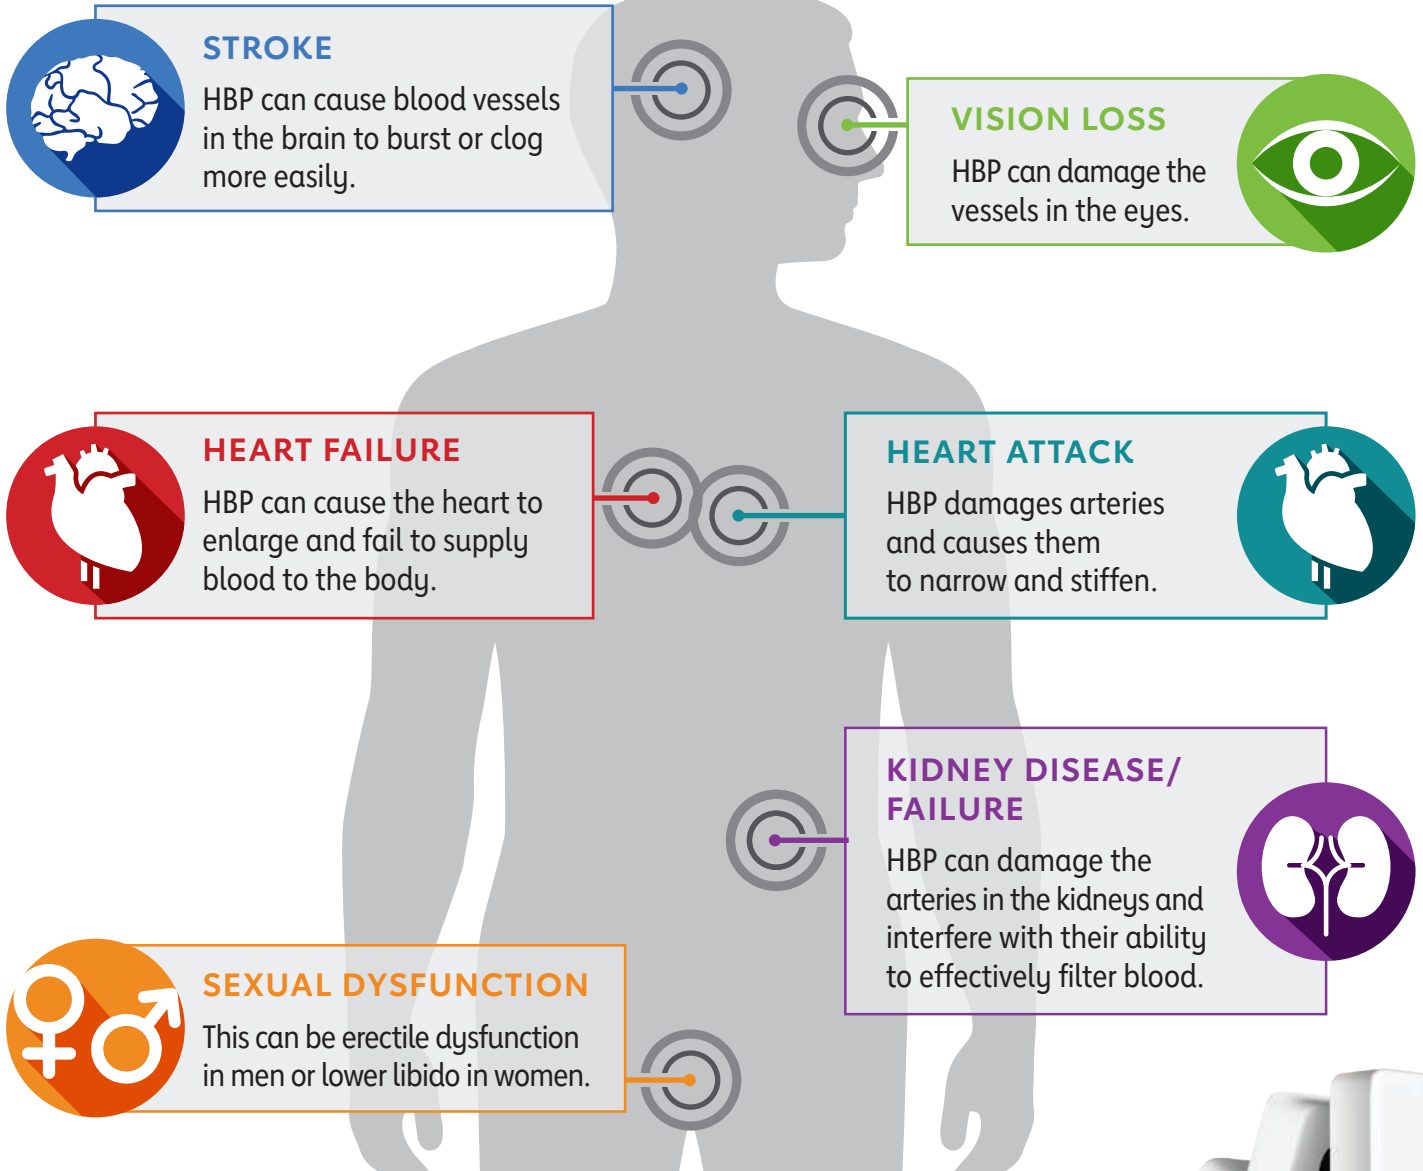 STROKE
HBP can cause blood vessels
in the brain to burst or clog
more easily.
VISION LOSS
HBP can damage the
vessels in the eyes.
HEART FAILURE
HBP can cause the heart to
enlarge and fail to supply
blood to the body.
HEART ATTACK
HBP damages arteries
and causes them
to narrow and stiffen.
KIDNEY DISEASE/
FAILURE
HBP can damage the
arteries in the kidneys and
interfere with their ability
to effectively filter blood.
SEXUAL DYSFUNCTION
This can be erectile dysfunction
in men or lower libido in women.